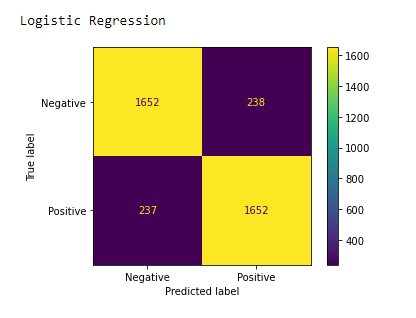 Logistic Regression
Negative
Positive
True label
1652
238
237
1652
Negative
Positive
Predicted label
1600
1400
1200
1000
800
600
400